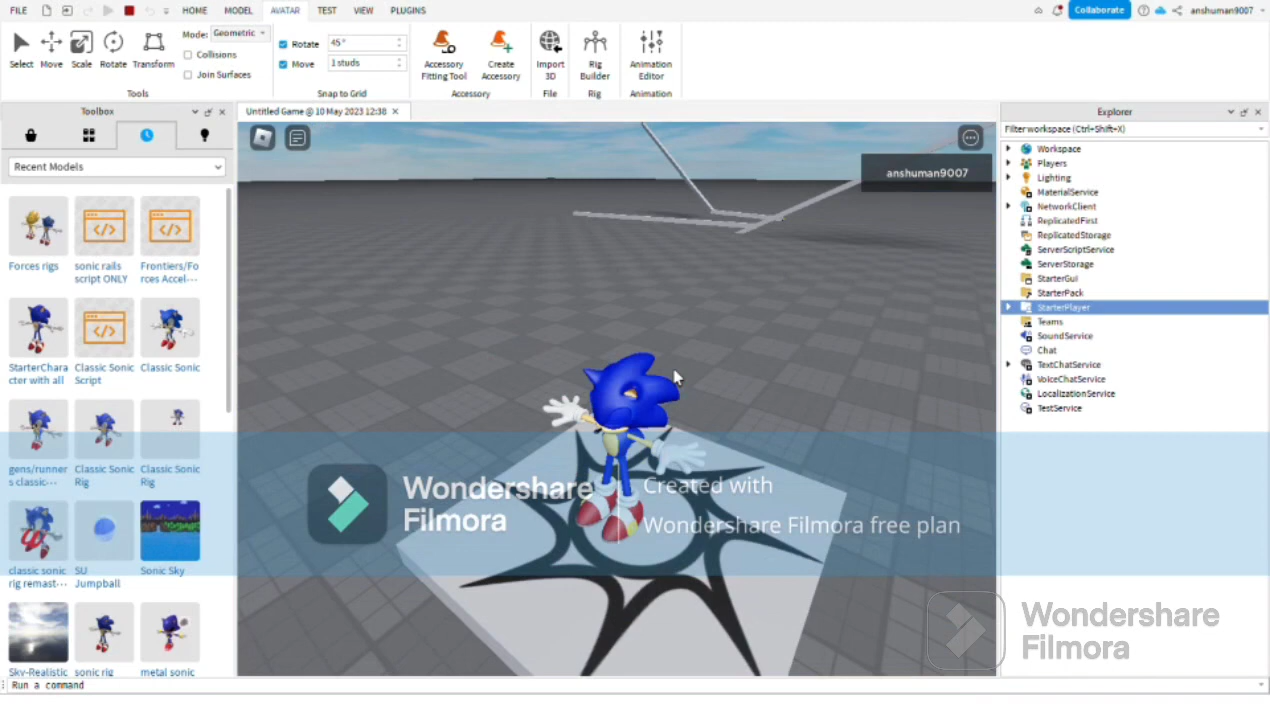 FILE HOME MODEL AVATAR TEST VIEW PLUGINS Collaborate anshuman9007
Mode: Geometric
Collisions
Join Surfaces
Select Move Scale Rotate Transform
Tools
Rotate 45°
Move 1 studs
Snap to Grid
Accessory
Fitting Tool
Create
Accessory
Accessory
Import
3D
File
Rig
Builder
Rig
Animation
Editor
Animation
Toolbox
Recent Models
Forces rigs
sonic rails
script ONLY
Frontiers/Fo
rces Accel···
StarterChara
cter with all
Classic Sonic
Script
Classic Sonic
gens/runner
s classic···
Classic Sonic
Rig
Classic Sonic
Rig
classic sonic
rig remast···
SU
Jumpball
Sonic Sky
Sky-Realistic
sonic rig
metal sonic
Untitled Game @ 10 May 2023 12:38
anshuman9007
Wondershare
Filmora
Created with
Wondershare Filmora free plan
Explorer
Filter workspace (Ctrl+Shift+X)
Workspace
Players
Lighting
MaterialService
NetworkClient
ReplicatedFirst
ReplicatedStorage
ServerScriptService
ServerStorage
StarterGui
StarterPack
StarterPlayer
Teams
SoundService
Chat
TextChatService
VoiceChatService
LocalizationService
TestService
Wondershare
Filmora
Run a command